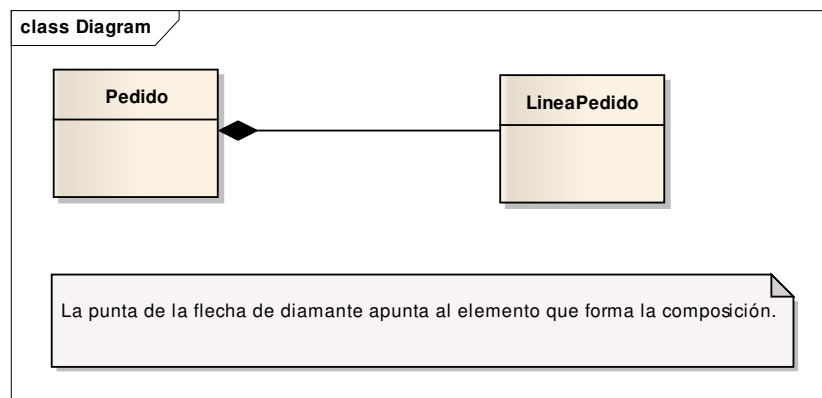 class Diagram
Pedido
LineaPedido
La punta de la flecha de diamante apunta al elemento que forma la composición.